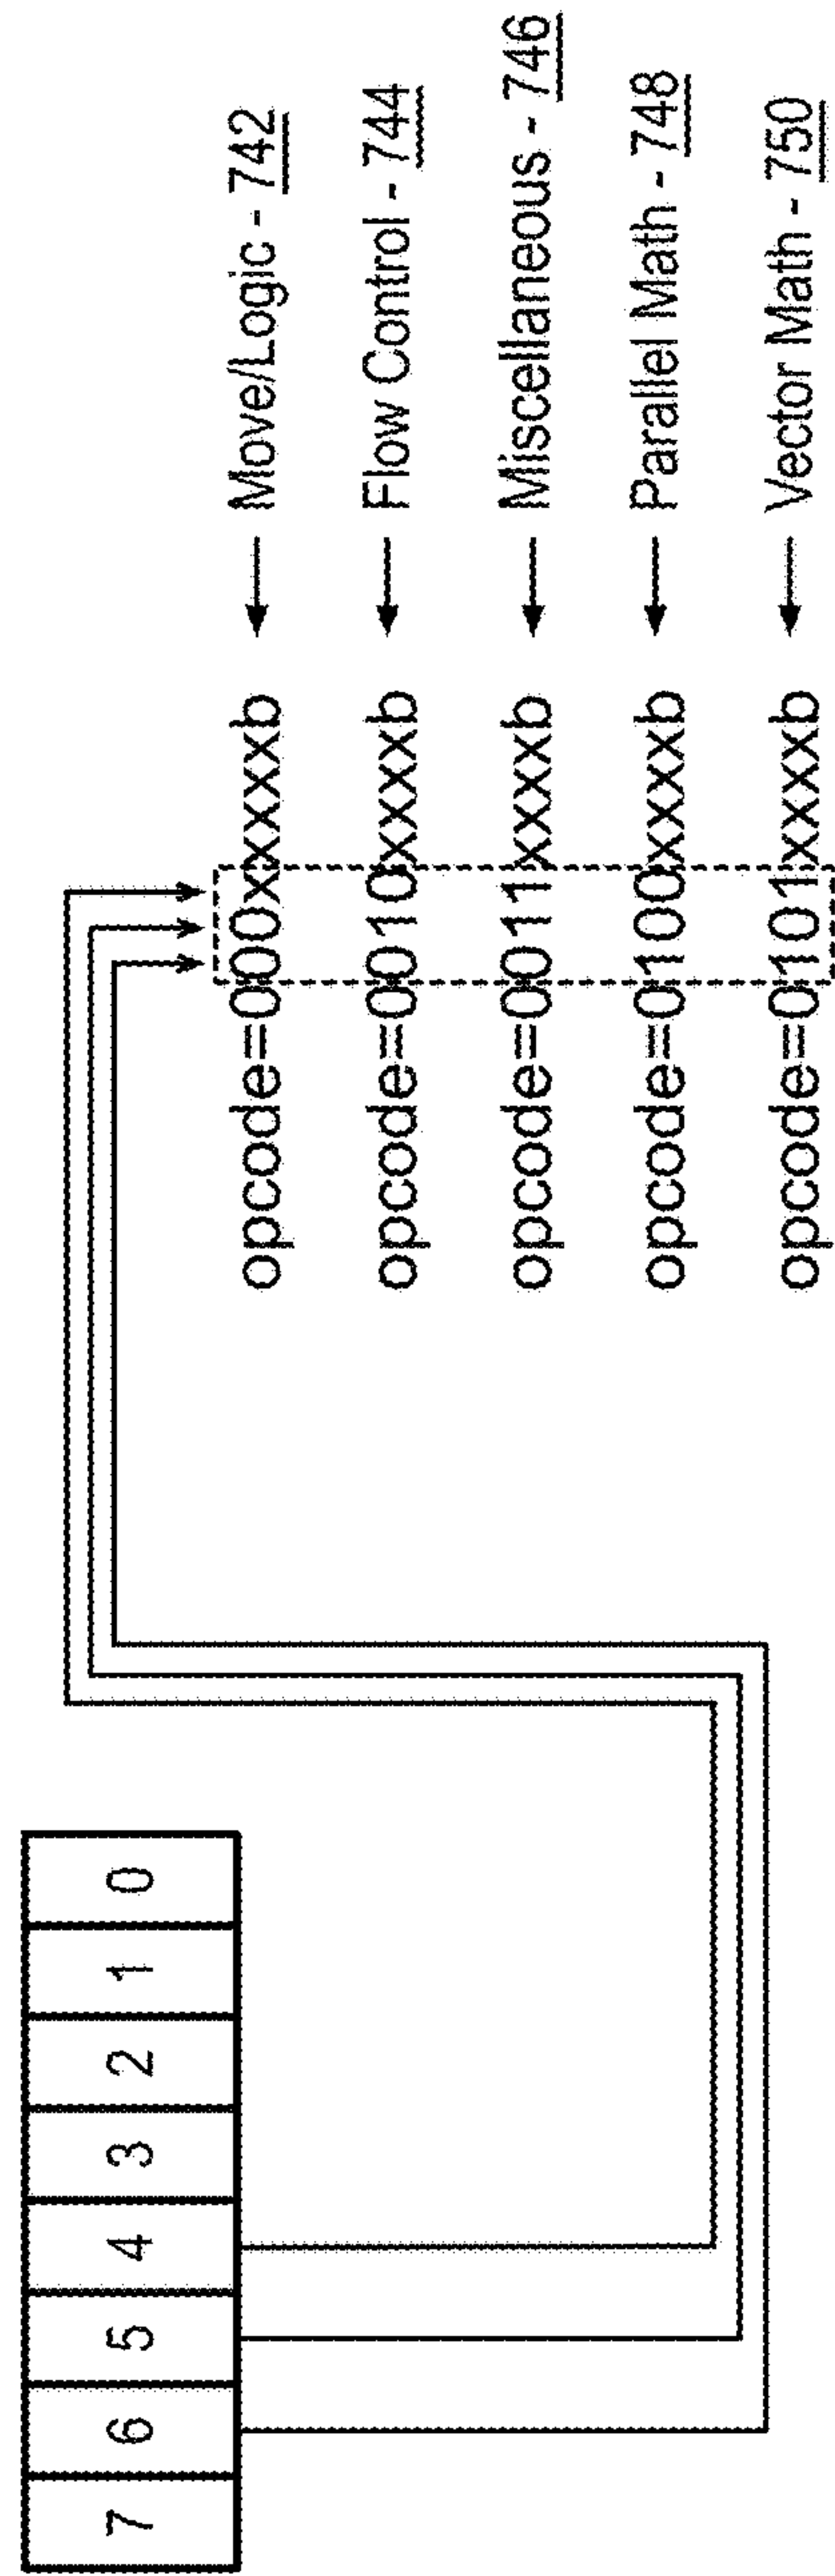 7 6 5 4 3 2 1 0
opcode=000xxxxxb ← Move/Logic - 742
opcode=0010xxxxb ← Flow Control - 744
opcode=0011xxxxb ← Miscellaneous - 746
opcode=0100xxxxb ← Parallel Math - 748
opcode=0101xxxxb ← Vector Math - 750